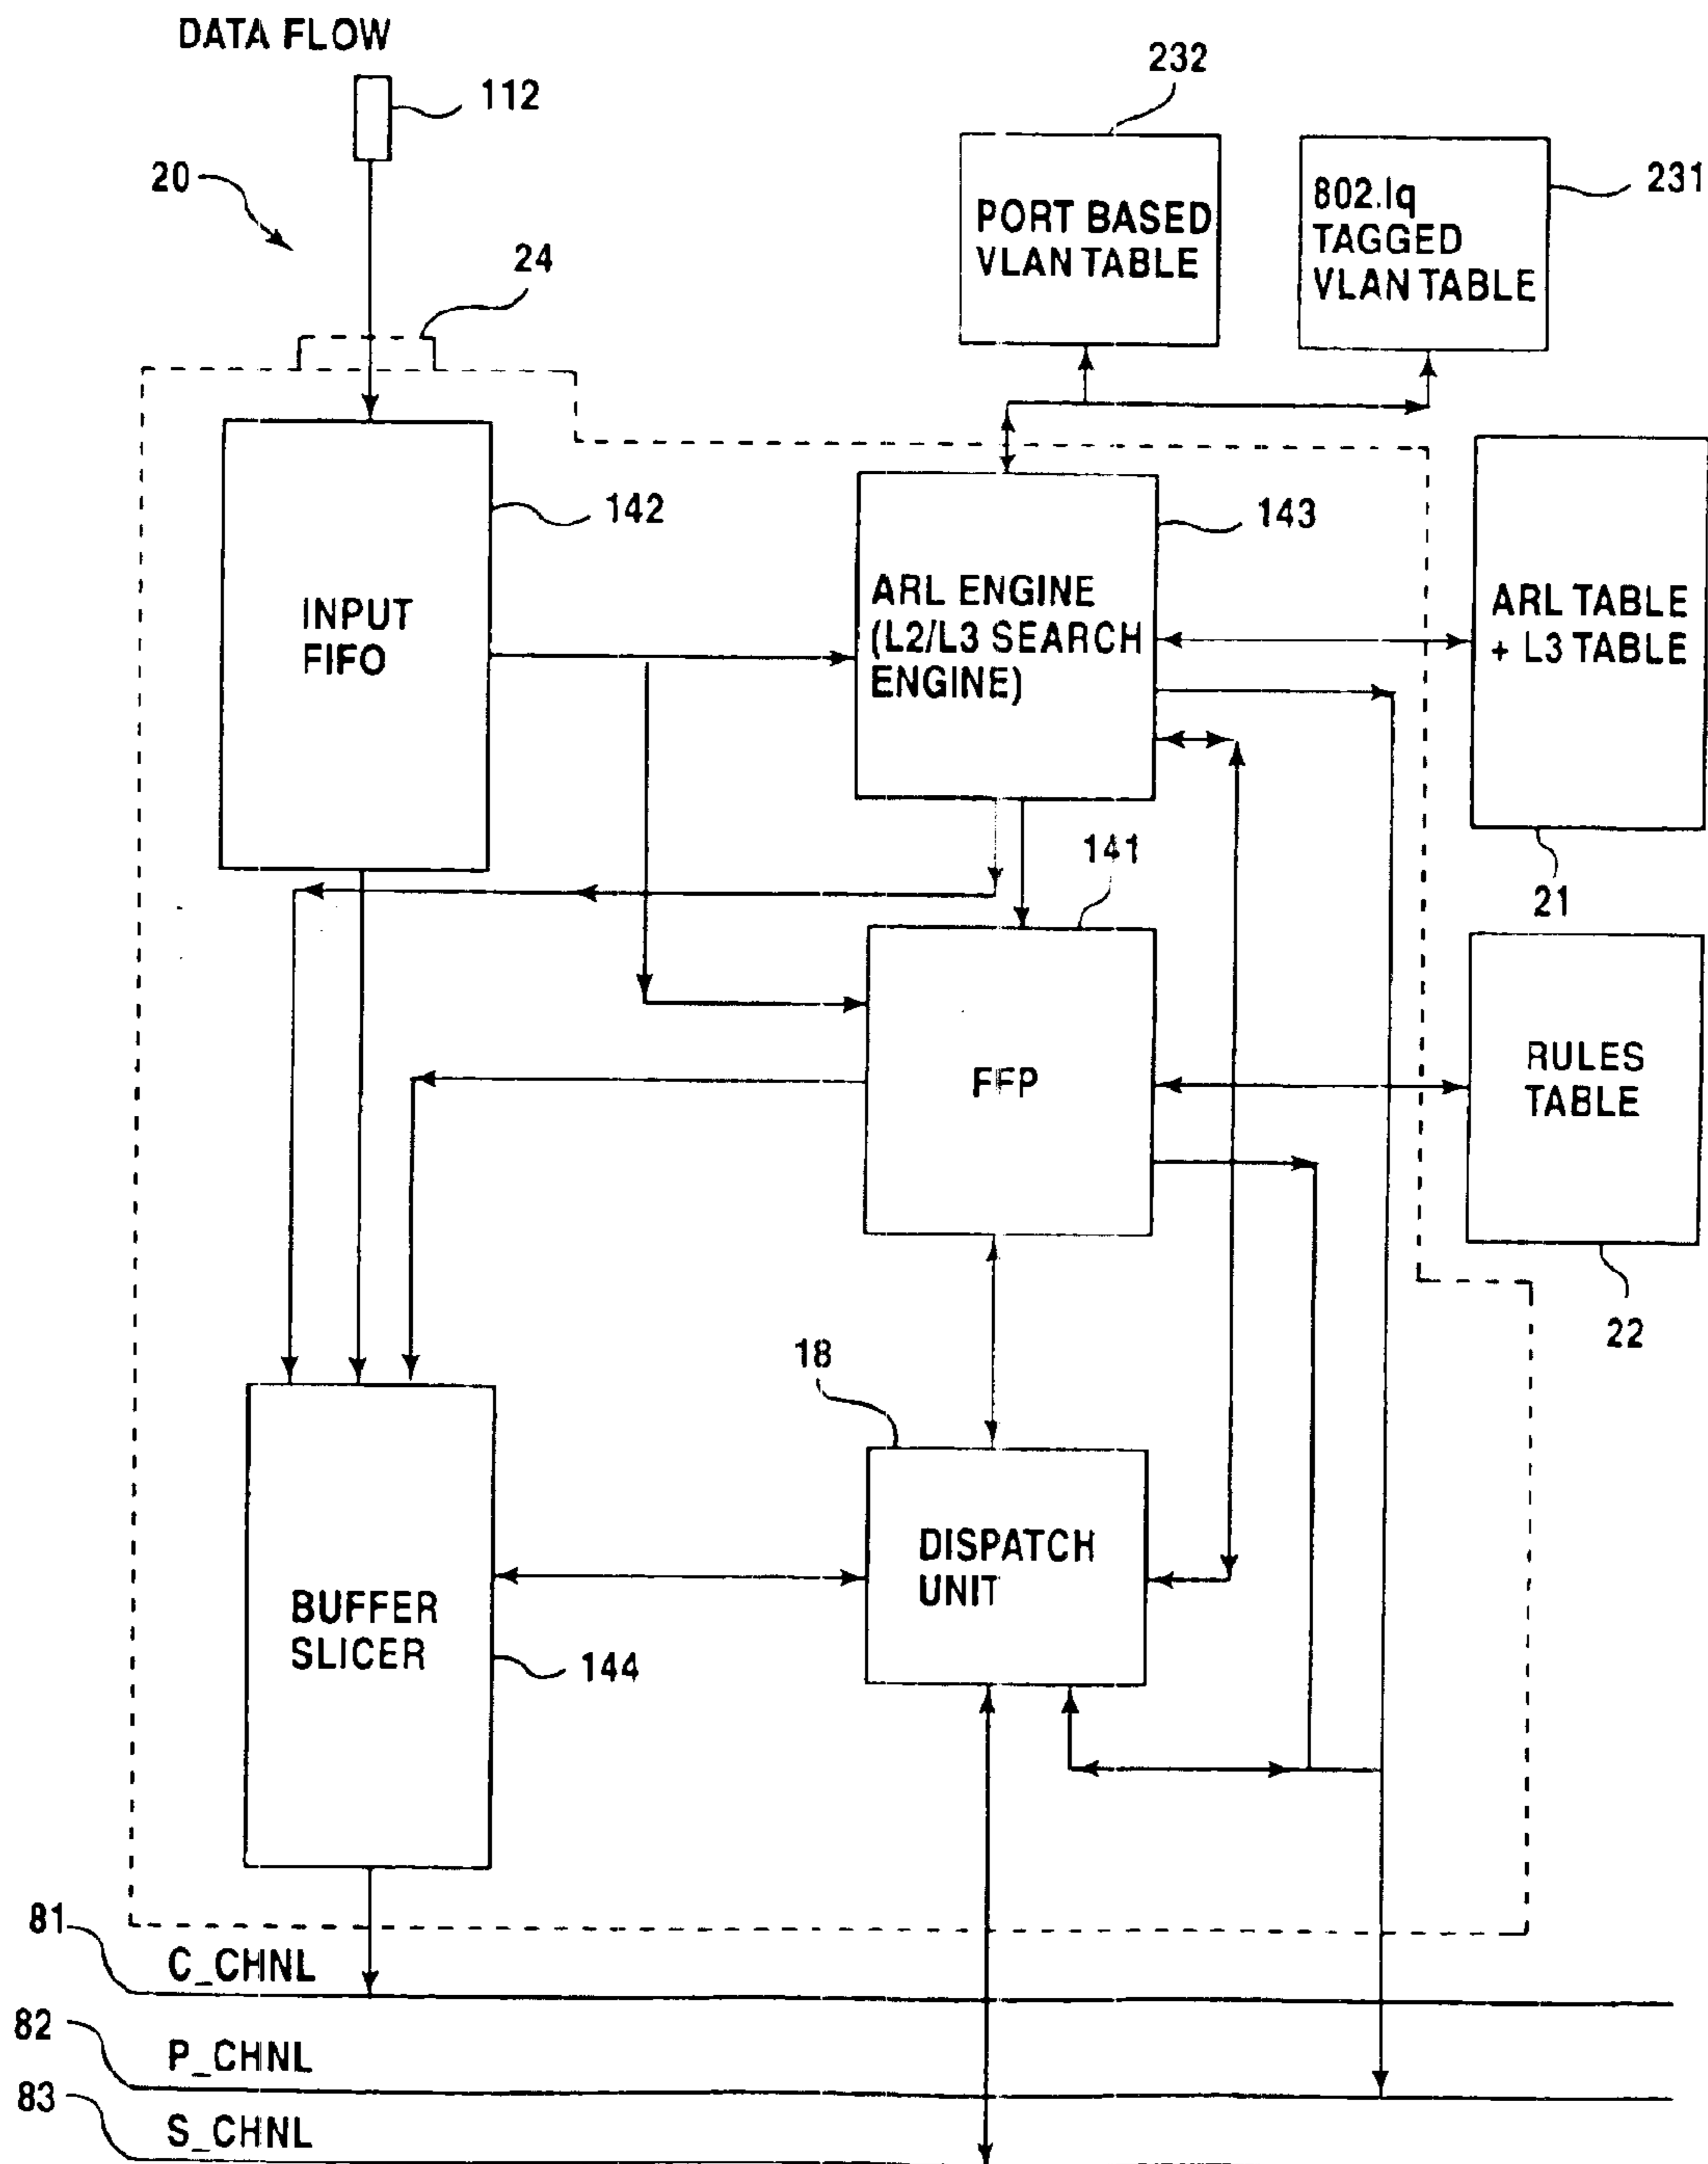 DATA FLOW
112
232
20
231
24
PORT BASED
VLAN TABLE
802.1q
TAGGED
VLAN TABLE
142
143
INPUT
FIFO
ARL ENGINE
(L2/L3 SEARCH
ENGINE)
ARL TABLE
+ L3 TABLE
141
21
FFP
RULES
TABLE
18
22
DISPATCH
UNIT
BUFFER
SLICER
144
81
C_CHNL
82
P_CHNL
83
S_CHNL